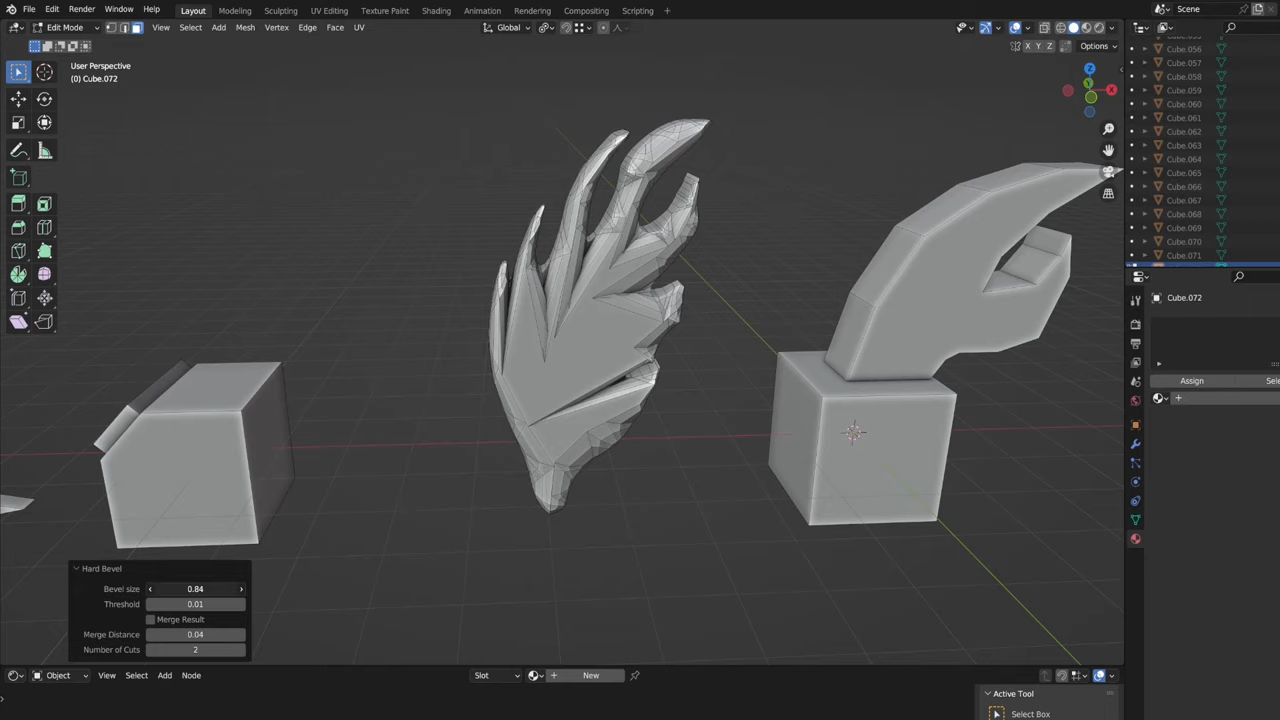 File Edit Render Window Help Layout Modeling Sculpting UV Editing Texture Paint Shading Animation Rendering Compositing Scripting + Scene
Edit Mode View Select Add Mesh Vertex Edge Face UV Global
X Y Z Options
User Perspective
(0) Cube.072
Z
Y
X
Cube.056
Cube.057
Cube.058
Cube.059
Cube.060
Cube.061
Cube.062
Cube.063
Cube.064
Cube.065
Cube.066
Cube.067
Cube.068
Cube.069
Cube.070
Cube.071
Cube.072
Assign Sele
+
Hard Bevel
Bevel size 0.84
Threshold 0.01
Merge Result
Merge Distance 0.04
Number of Cuts 2
Object View Select Add Node Slot + New
Active Tool
Select Box